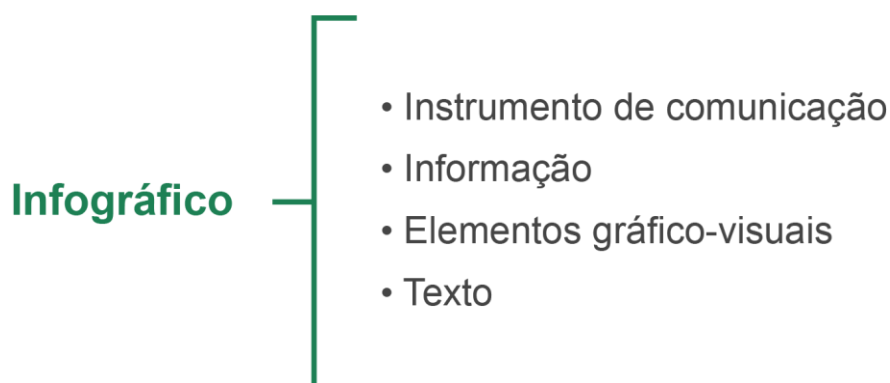 Infográfico
• Instrumento de comunicação
• Informação
• Elementos gráfico-visuais
• Texto